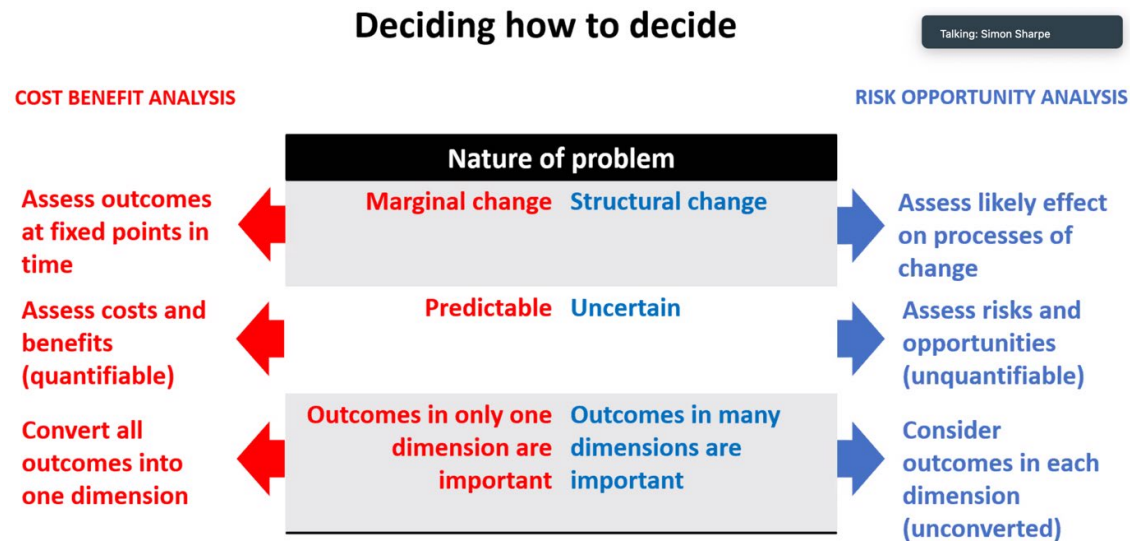 Deciding how to decide
Talking: Simon Sharpe
COST BENEFIT ANALYSIS
RISK OPPORTUNITY ANALYSIS
Nature of problem
Assess outcomes
at fixed points in
time
Marginal change
Structural change
Assess likely effect
on processes of
change
Assess costs and
benefits
(quantifiable)
Predictable
Uncertain
Assess risks and
opportunities
(unquantifiable)
Convert all
outcomes into
one dimension
Outcomes in only one
dimension are
important
Outcomes in many
dimensions are
important
Consider
outcomes in each
dimension
(unconverted)